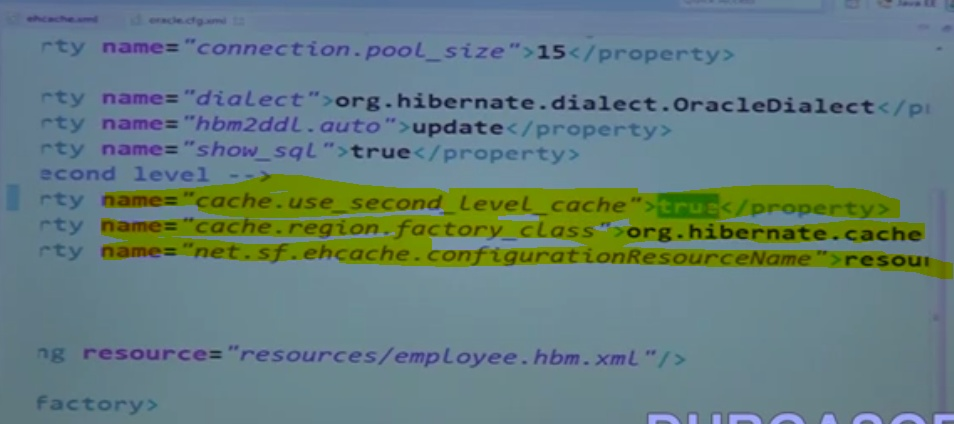 ehcache.xml oracle.cfg.xml
rty name="connection.pool_size">15</property>
rty name="dialect">org.hibernate.dialect.OracleDialect</p
rty name="hbm2ddl.auto">update</property>
rty name="show_sql">true</property>
econd level -->
rty name="cache.use_second_level_cache">true</property>
rty name="cache.region.factory_class">org.hibernate.cache
rty name="net.sf.ehcache.configurationResourceName">resour
ng resource="resources/employee.hbm.xml"/>
factory>